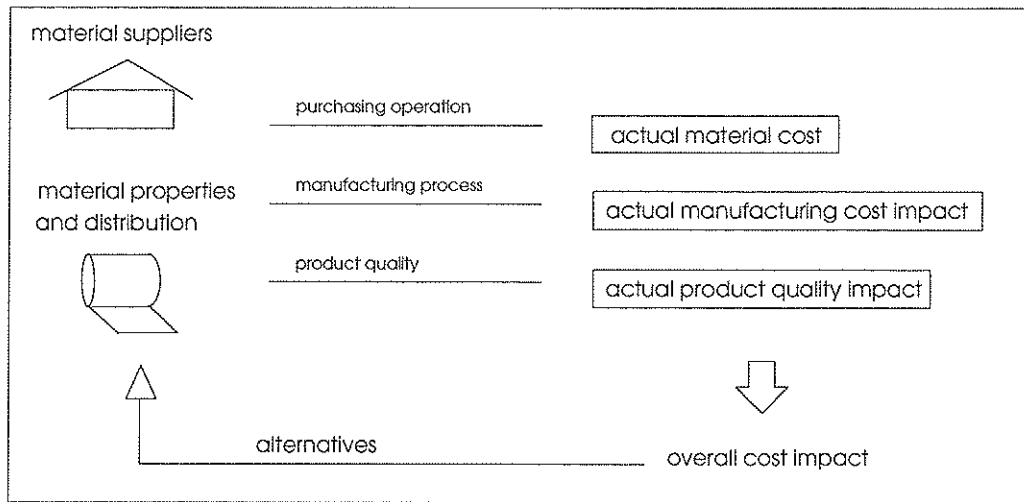 material suppliers
purchasing operation
actual material cost
material properties
and distribution
manufacturing process
actual manufacturing cost impact
product quality
actual product quality impact
alternatives
overall cost impact